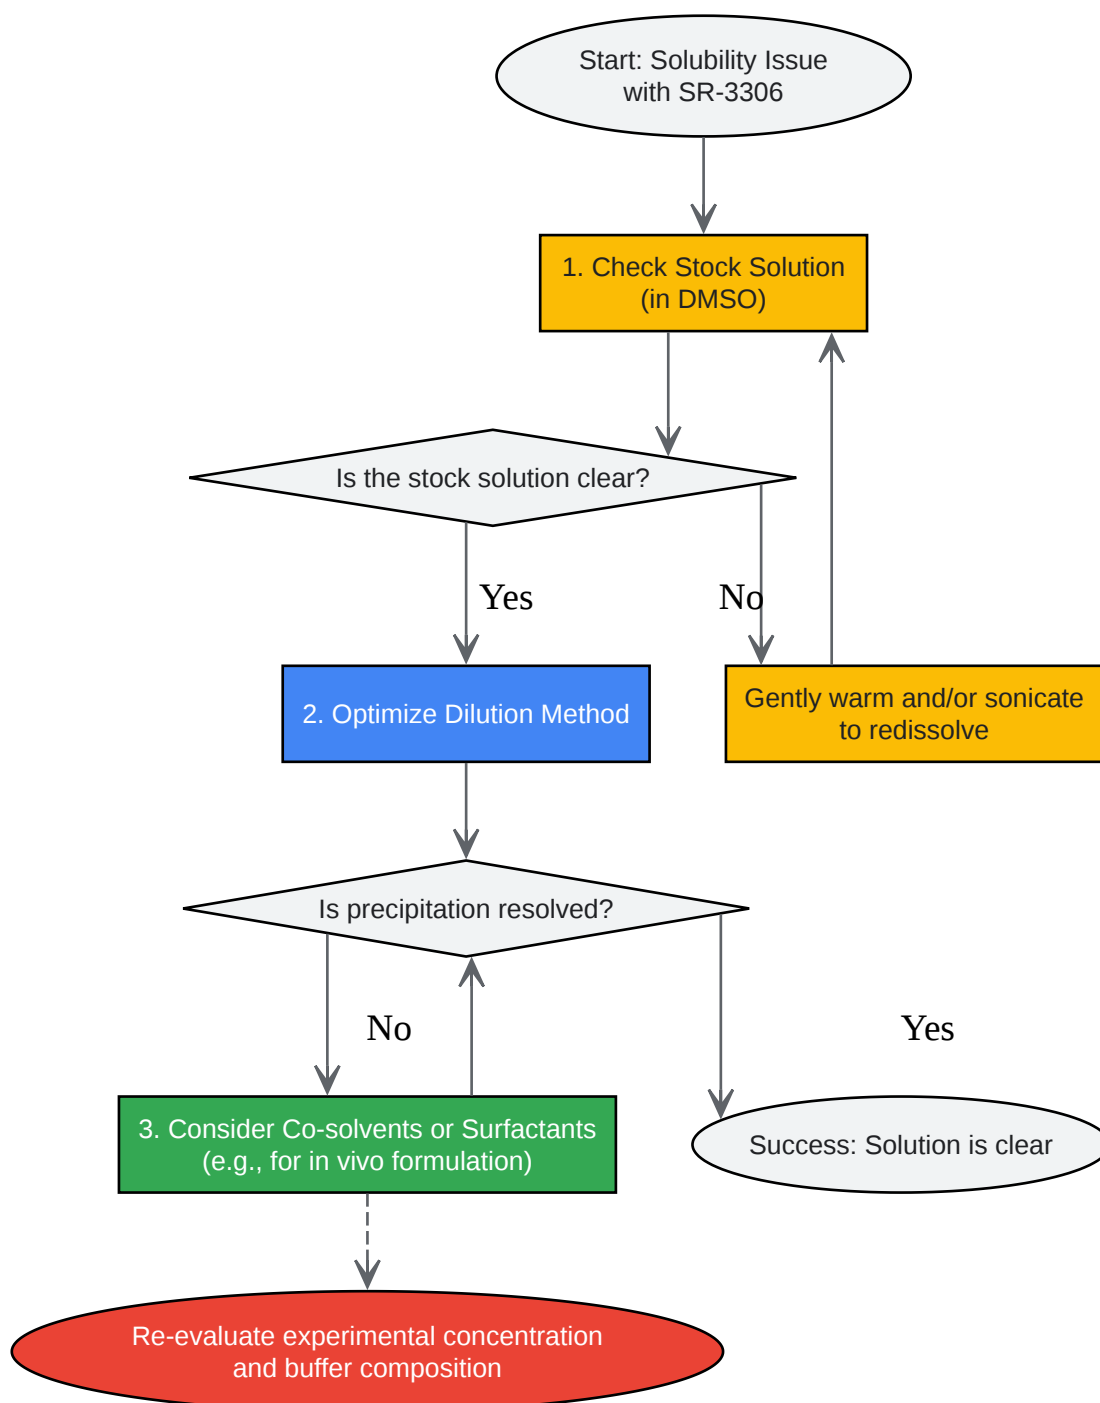 Start: Solubility Issue
with SR-3306
1. Check Stock Solution
(in DMSO)
Is the stock solution clear?
Yes
No
2. Optimize Dilution Method
Gently warm and/or sonicate
to redissolve
Is precipitation resolved?
No
Yes
3. Consider Co-solvents or Surfactants
(e.g., for in vivo formulation)
Success: Solution is clear
Re-evaluate experimental concentration
and buffer composition